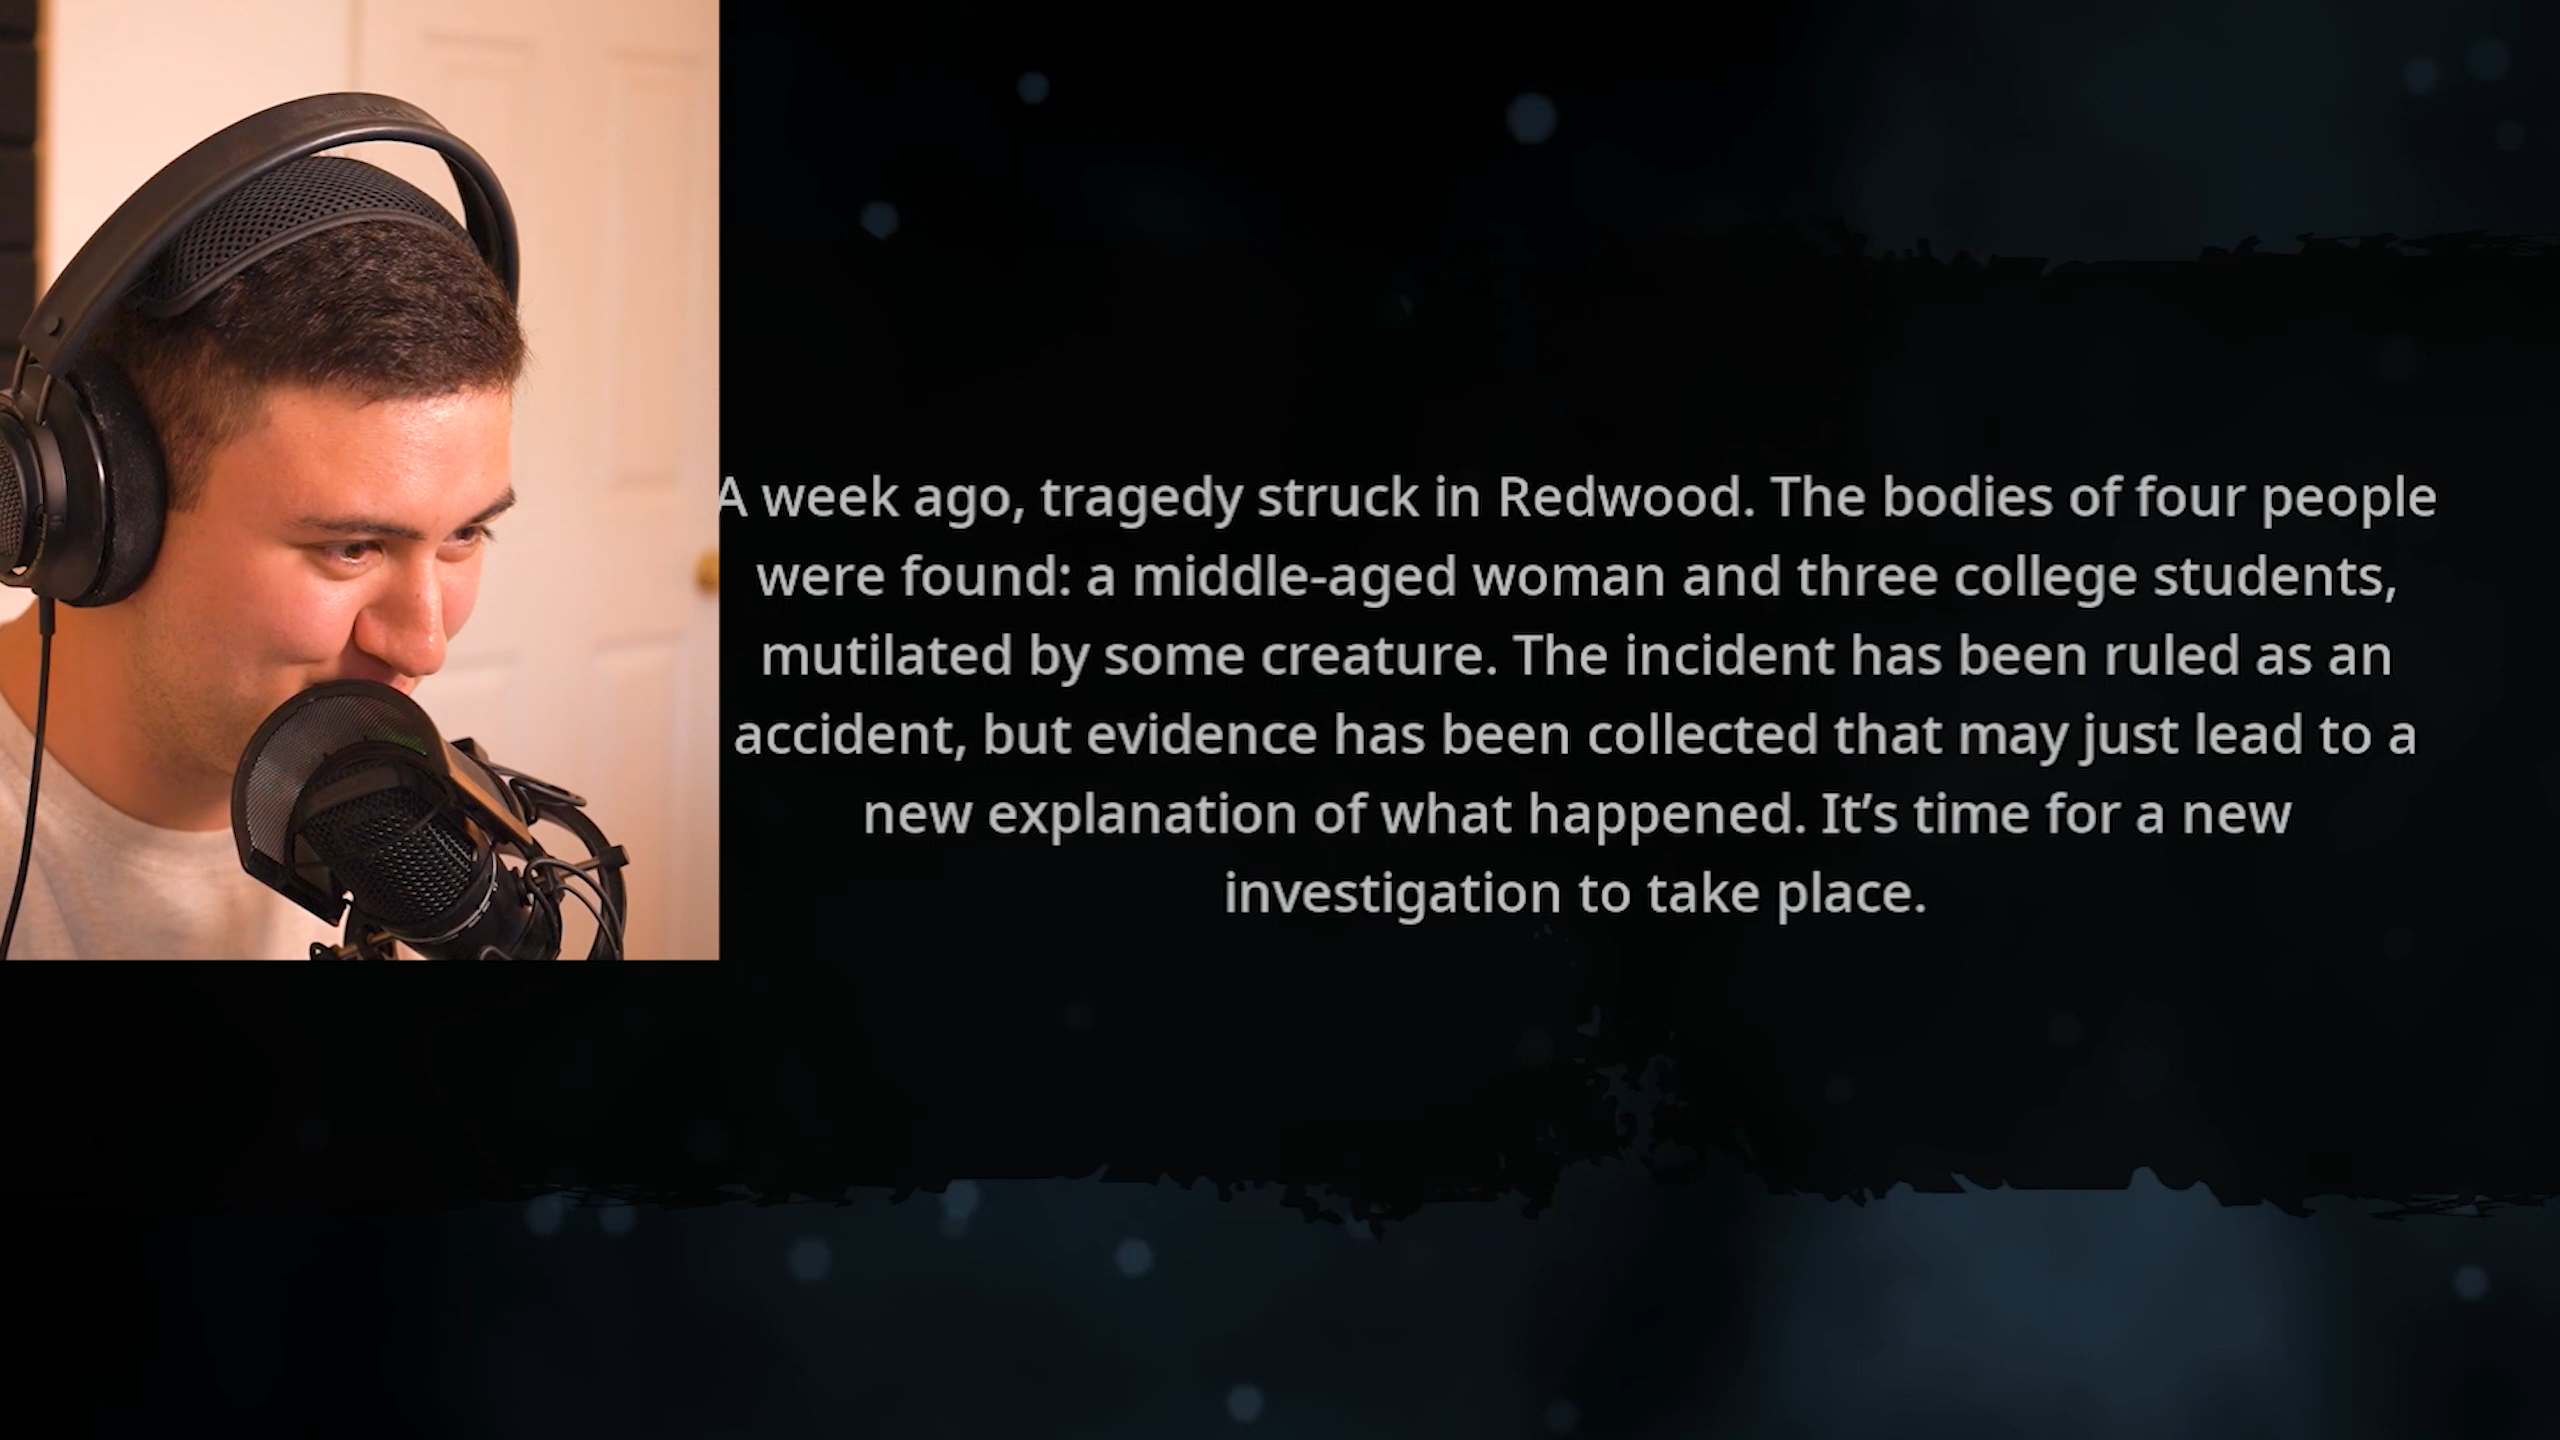 A week ago, tragedy struck in Redwood. The bodies of four people
were found: a middle-aged woman and three college students,
mutilated by some creature. The incident has been ruled as an
accident, but evidence has been collected that may just lead to a
new explanation of what happened. It’s time for a new
investigation to take place.